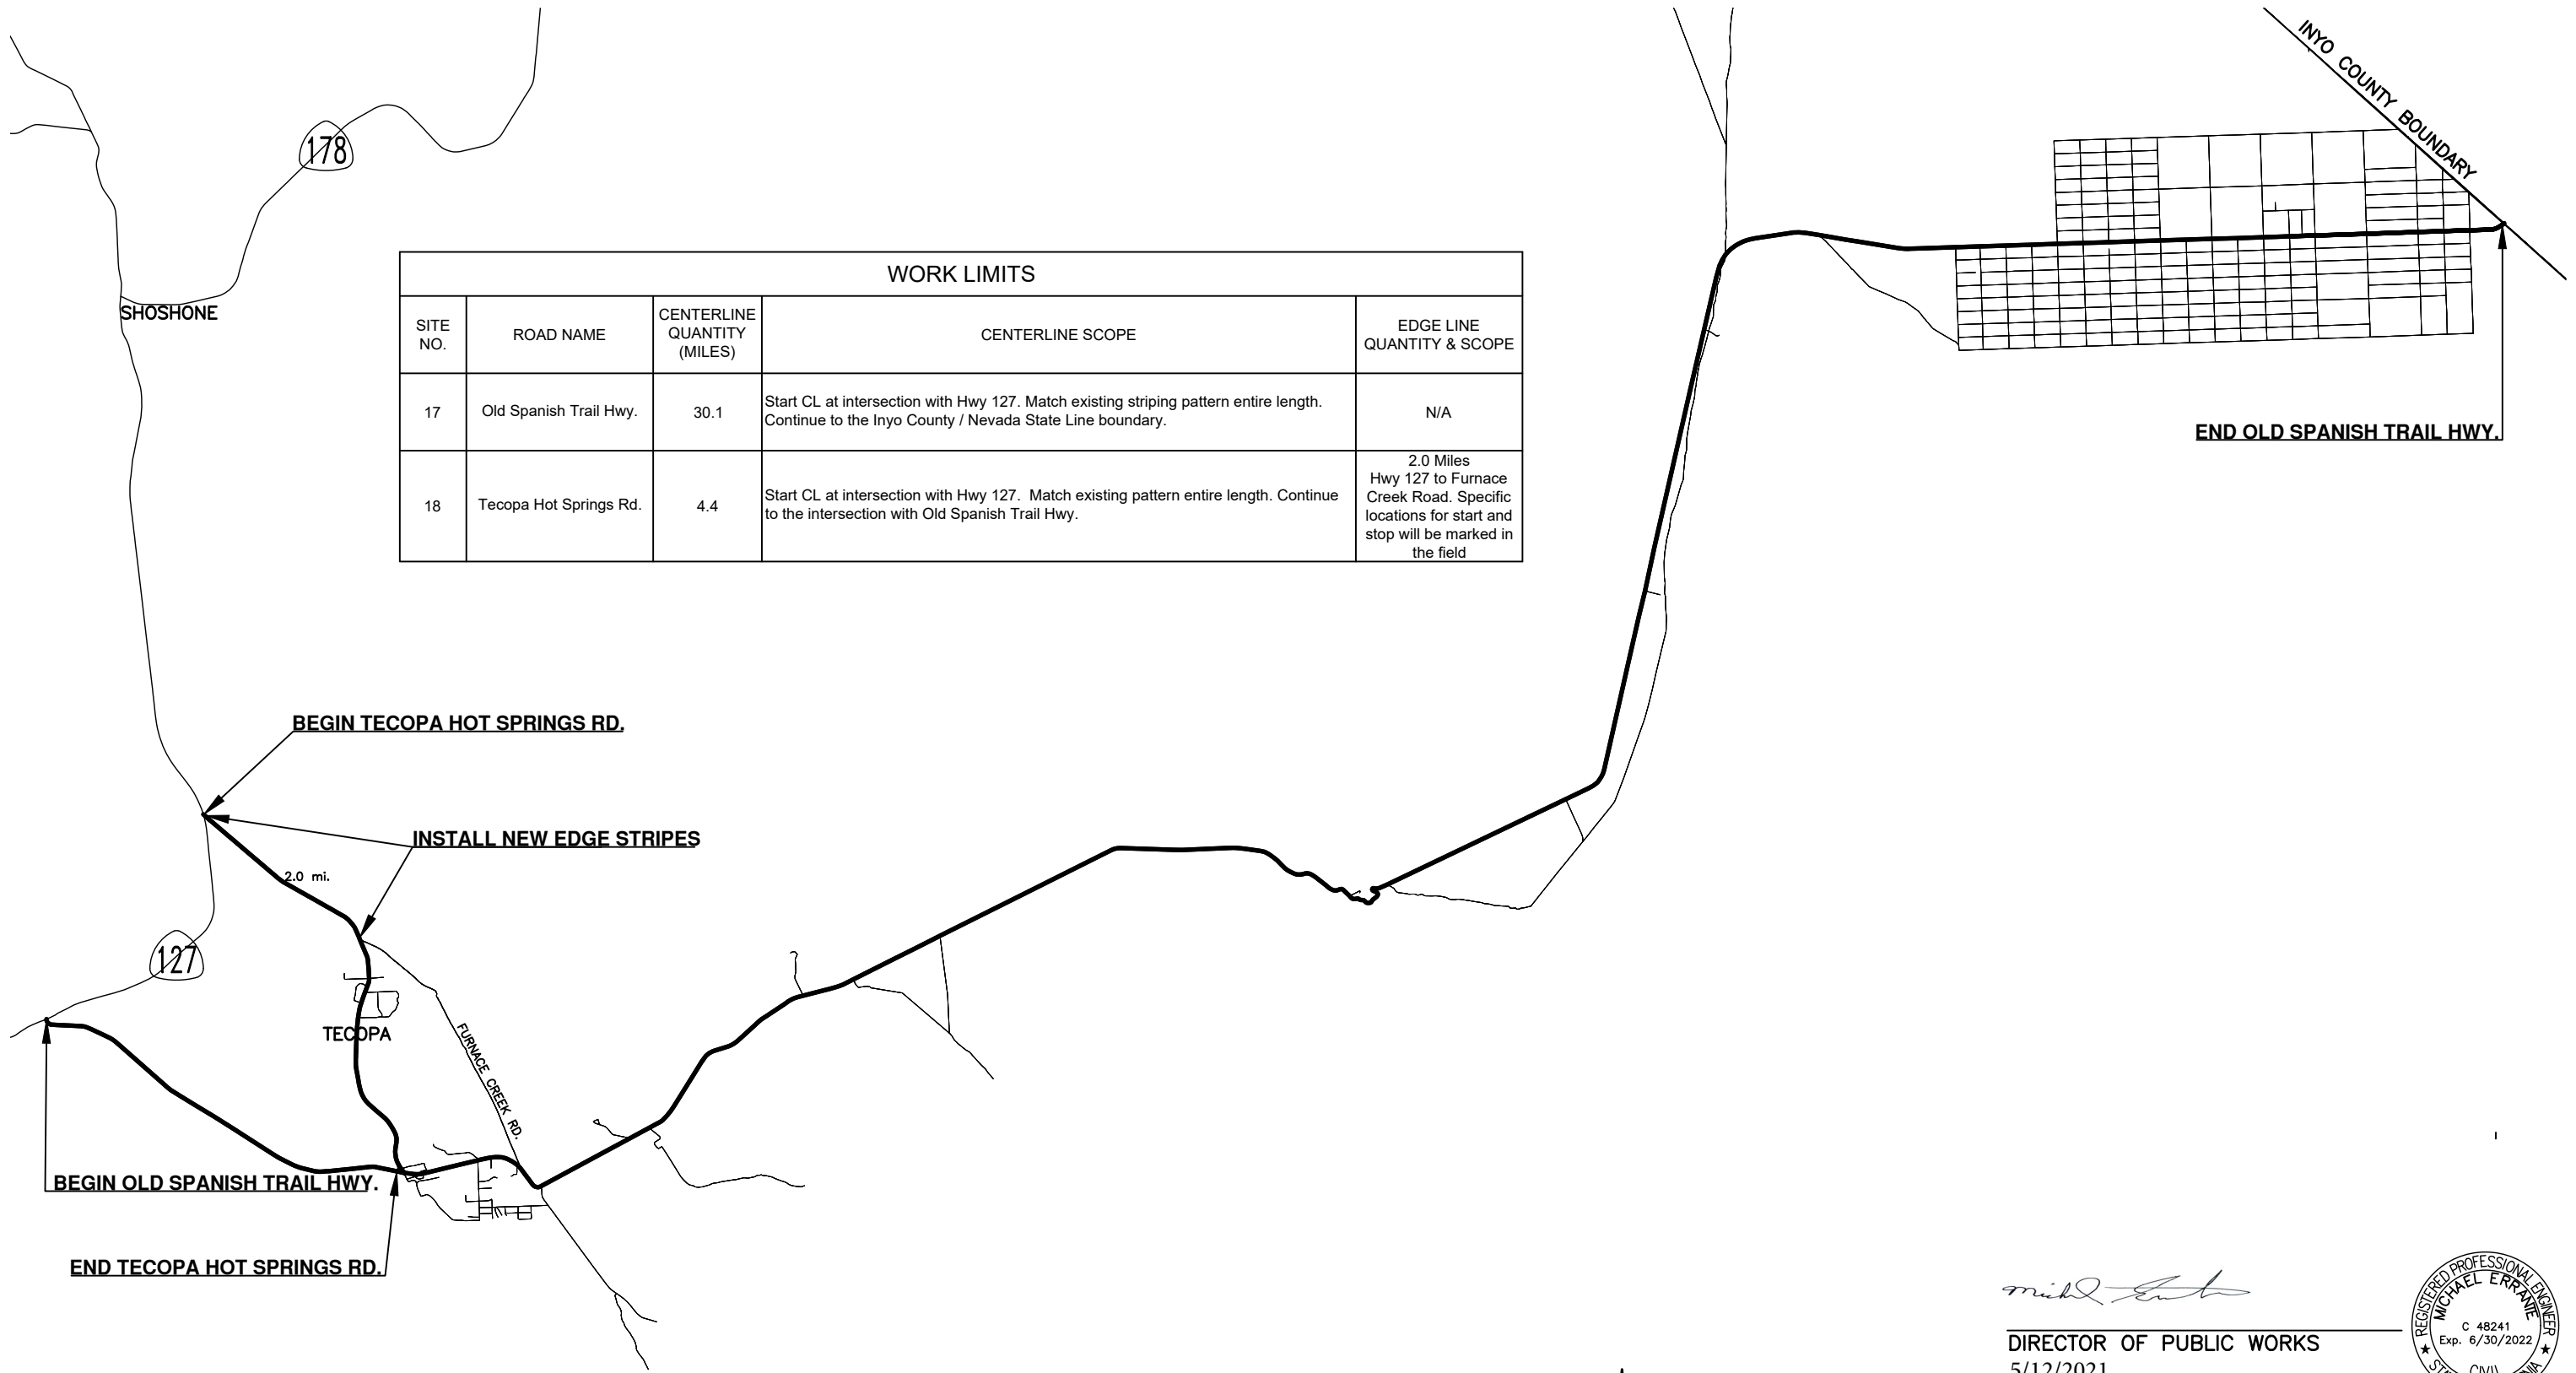 INYO COUNTY BOUNDARY
178
SHOSHONE
WORK LIMITS
SITE NO.
ROAD NAME
CENTERLINE QUANTITY (MILES)
CENTERLINE SCOPE
EDGE LINE QUANTITY & SCOPE
17
Old Spanish Trail Hwy.
30.1
Start CL at intersection with Hwy 127. Match existing striping pattern entire length.
Continue to the Inyo County / Nevada State Line boundary.
N/A
18
Tecopa Hot Springs Rd.
4.4
Start CL at intersection with Hwy 127. Match existing pattern entire length. Continue
to the intersection with Old Spanish Trail Hwy.
2.0 Miles
Hwy 127 to Furnace
Creek Road. Specific
locations for start and
stop will be marked in
the field
END OLD SPANISH TRAIL HWY.
BEGIN TECOPA HOT SPRINGS RD.
INSTALL NEW EDGE STRIPES
2.0 mi.
127
TECOPA
FURNACE CREEK RD.
BEGIN OLD SPANISH TRAIL HWY.
END TECOPA HOT SPRINGS RD.
DIRECTOR OF PUBLIC WORKS
5/12/2021
REGISTERED PROFESSIONAL ENGINEER
MICHAEL ERRANTE
C 48241
Exp. 6/30/2022
CIVIL